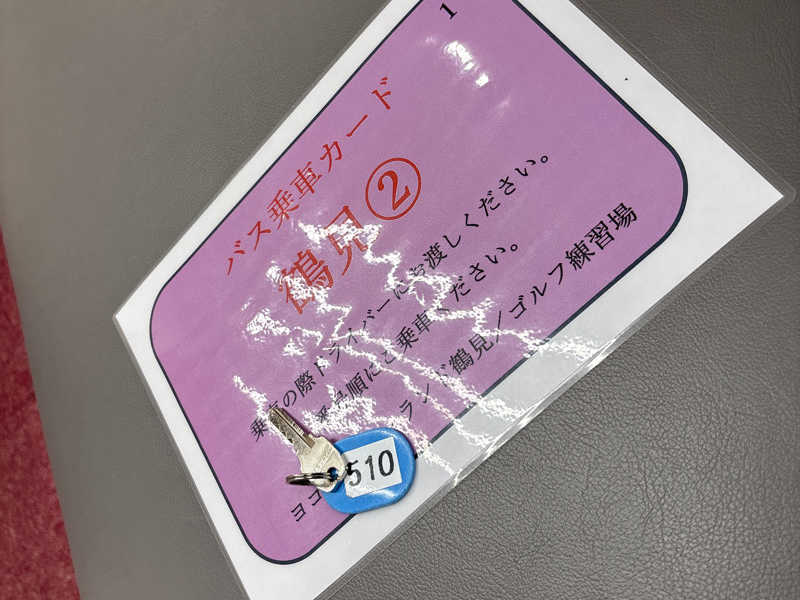 1
バス乗車カード
鶴見②
乗車の際ドライバーにお渡しください。
番号順にご乗車ください。
ヨコ ランド鶴見/ゴルフ練習場
510